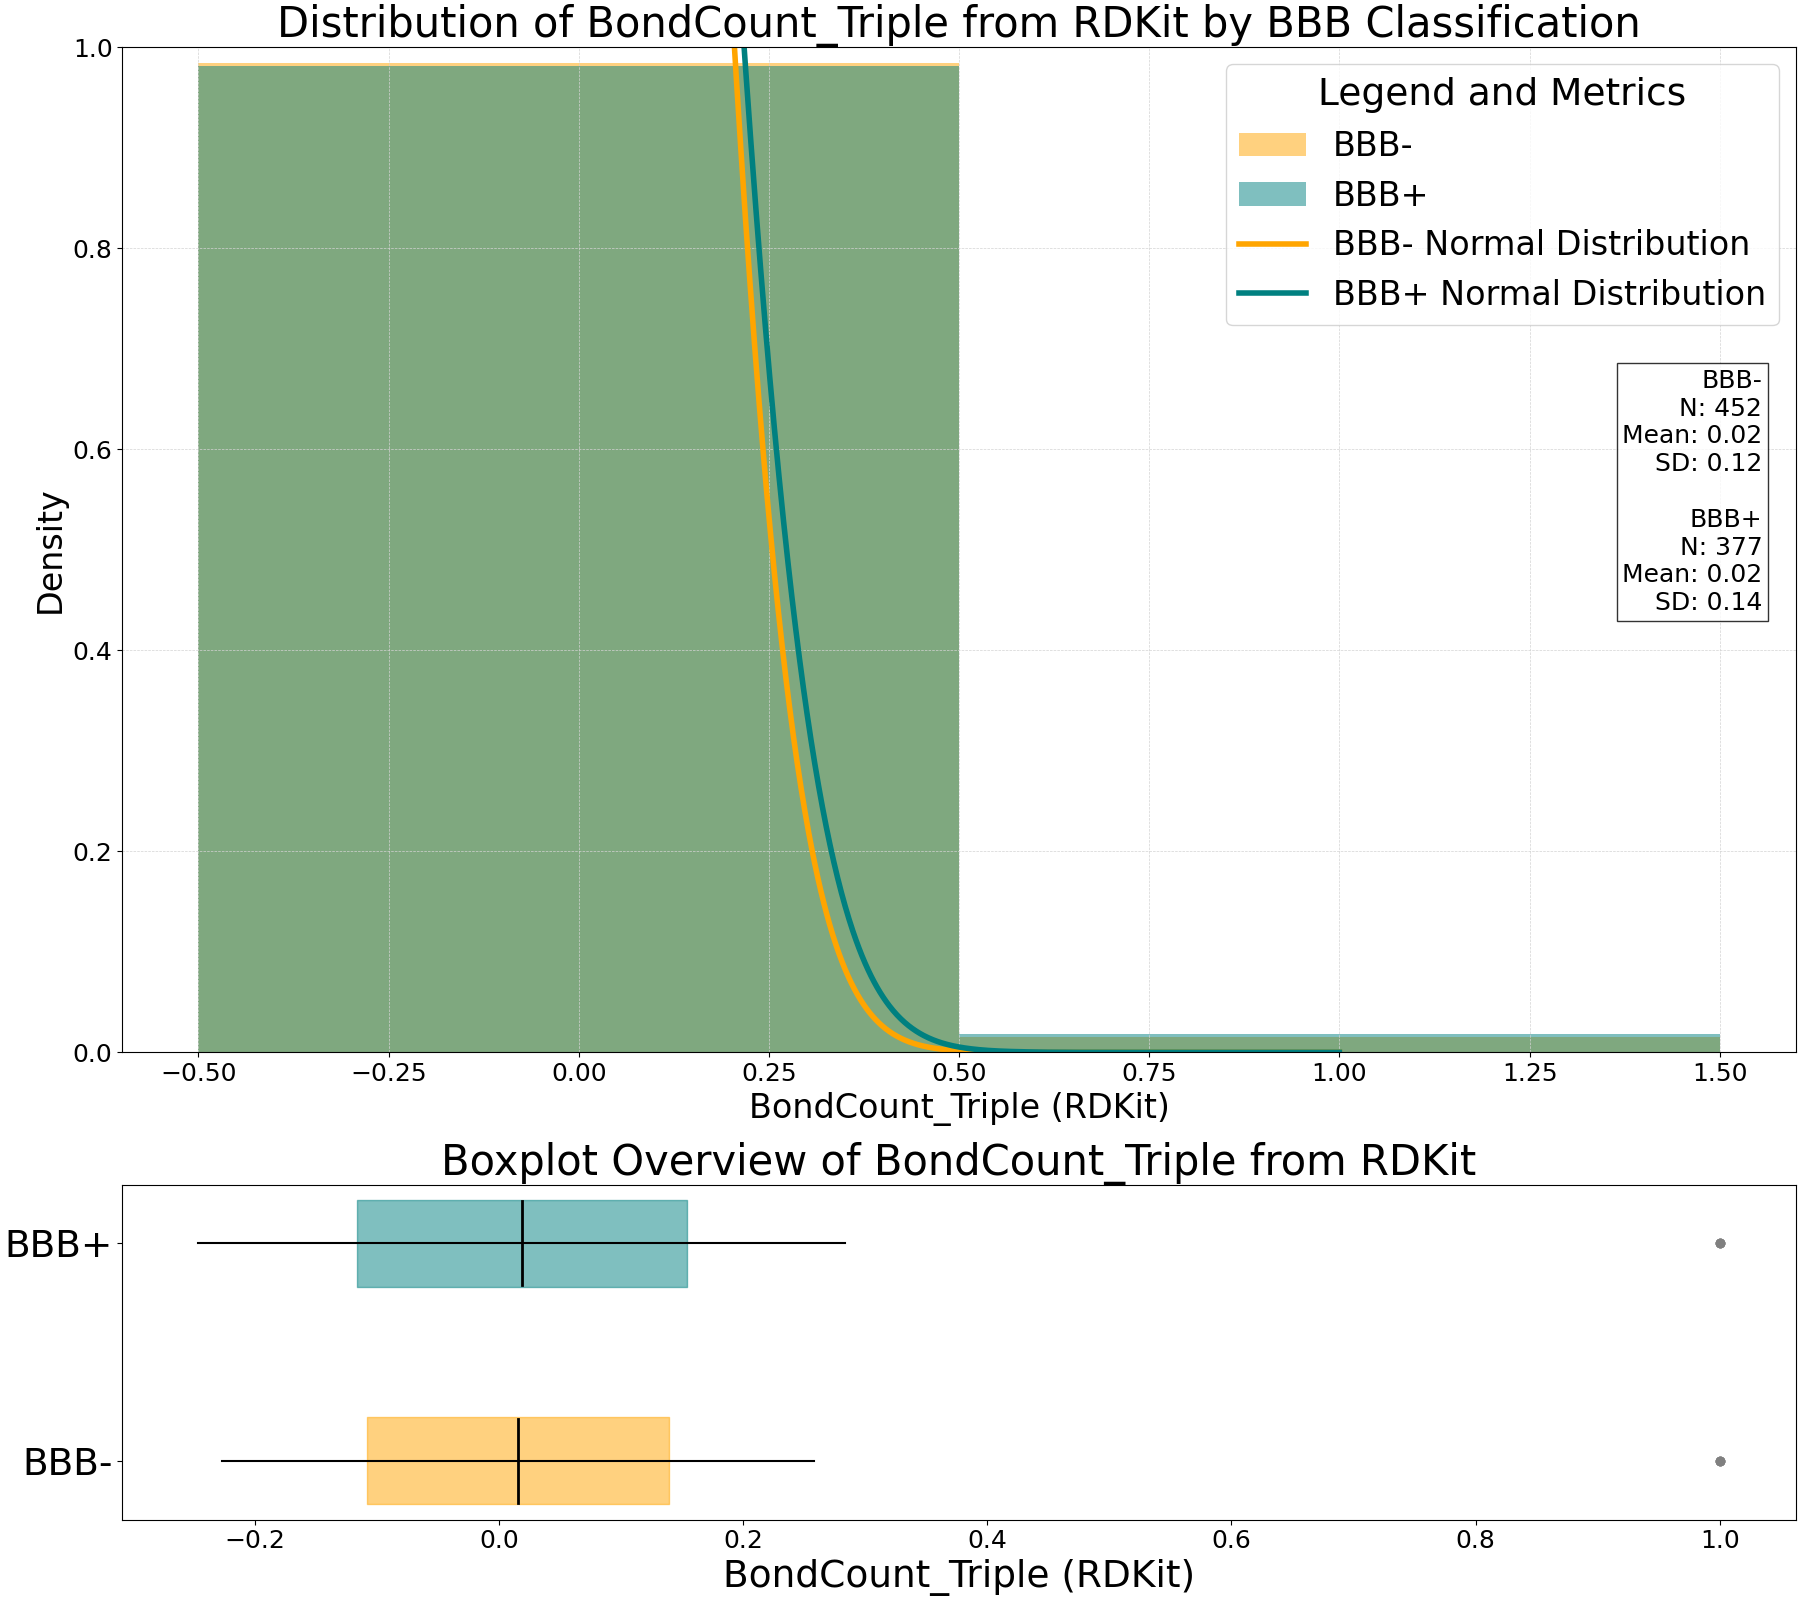 Distribution of BondCount_Triple from RDKit by BBB Classification
1.0
0.8
0.6
0.4
0.2
0.0
Density
Legend and Metrics
BBB-
BBB+
BBB- Normal Distribution
BBB+ Normal Distribution
BBB-
N: 452
Mean: 0.02
SD: 0.12
BBB+
N: 377
Mean: 0.02
SD: 0.14
−0.50 −0.25 0.00 0.25 0.50 0.75 1.00 1.25 1.50
BondCount_Triple (RDKit)
Boxplot Overview of BondCount_Triple from RDKit
BBB+
BBB-
−0.2 0.0 0.2 0.4 0.6 0.8 1.0
BondCount_Triple (RDKit)